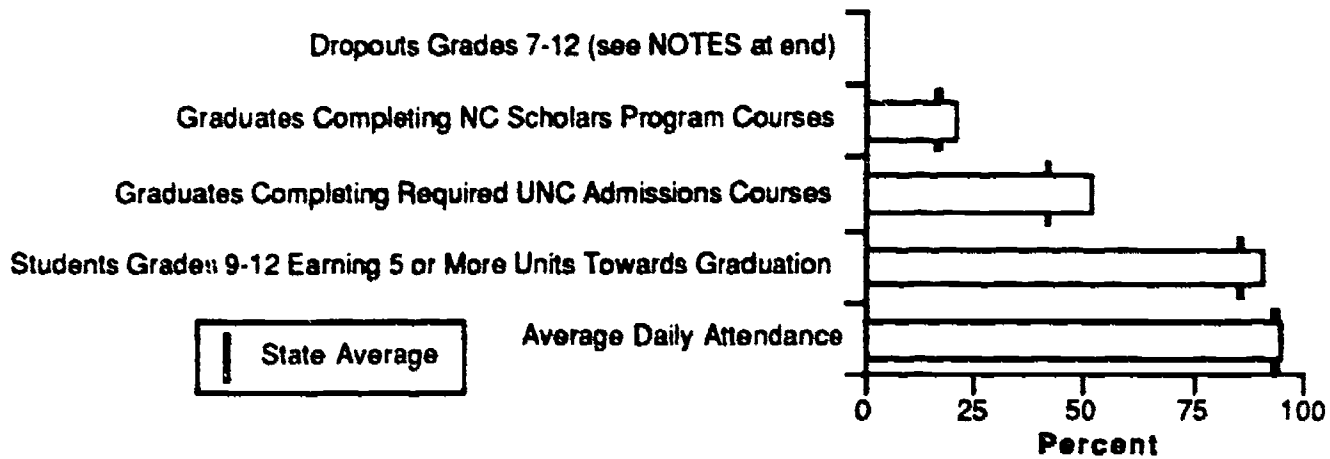 Dropouts Grades 7-12 (see NOTES at end)
Graduates Completing NC Scholars Program Courses
Graduates Completing Required UNC Admissions Courses
Students Grades 9-12 Earning 5 or More Units Towards Graduation
Average Daily Attendance
State Average
0 25 50 75 100
Percent